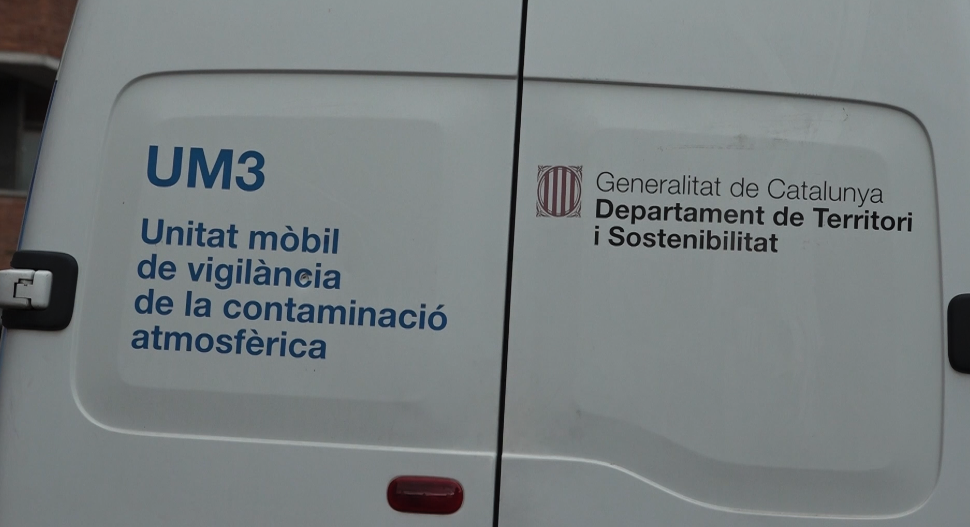 UM3
Unitat mòbil
de vigilància
de la contaminació
atmosfèrica
Generalitat de Catalunya
Departament de Territori
i Sostenibilitat